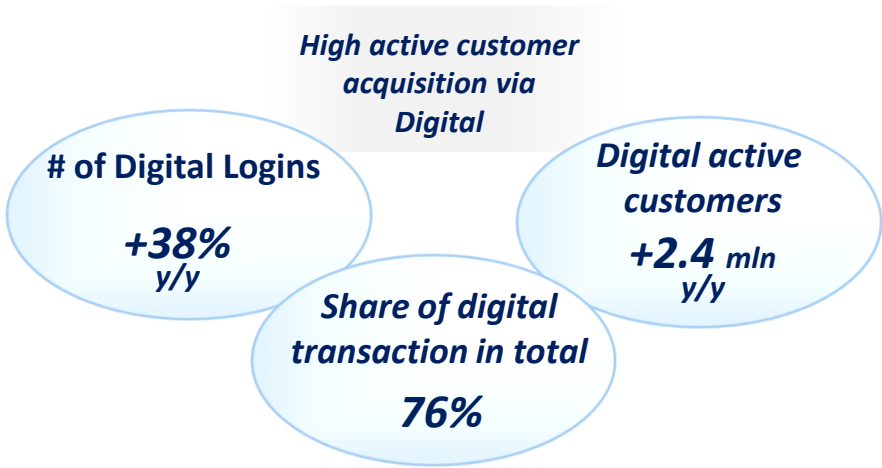 High active customer
acquisition via
Digital
# of Digital Logins
+38%
y/y
Digital active
customers
+2.4 mln
y/y
Share of digital
transaction in total
76%